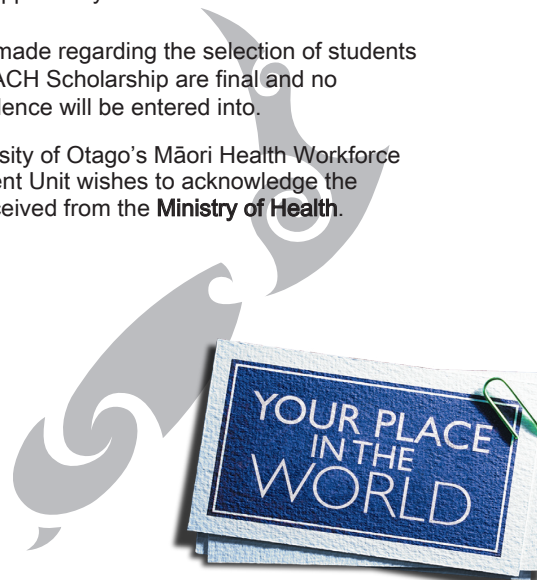 made regarding the selection of students
ACH Scholarship are final and no
dence will be entered into.
sity of Otago's Māori Health Workforce
ent Unit wishes to acknowledge the
ceived from the Ministry of Health.
YOUR PLACE
IN THE
WORLD